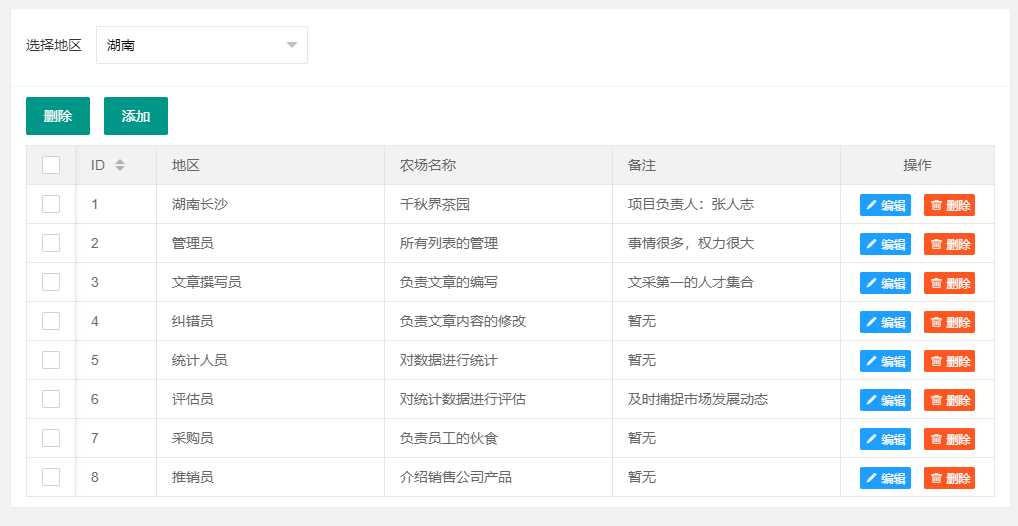 选择地区 湖南
删除 添加
ID 地区 农场名称 备注 操作
1 湖南长沙 千秋界茶园 项目负责人：张人志 编辑 删除
2 管理员 所有列表的管理 事情很多，权力很大 编辑 删除
3 文章撰写员 负责文章的编写 文采第一的人才集合 编辑 删除
4 纠错员 负责文章内容的修改 暂无 编辑 删除
5 统计人员 对数据进行统计 暂无 编辑 删除
6 评估员 对统计数据进行评估 及时捕捉市场发展动态 编辑 删除
7 采购员 负责员工的伙食 暂无 编辑 删除
8 推销员 介绍销售公司产品 暂无 编辑 删除